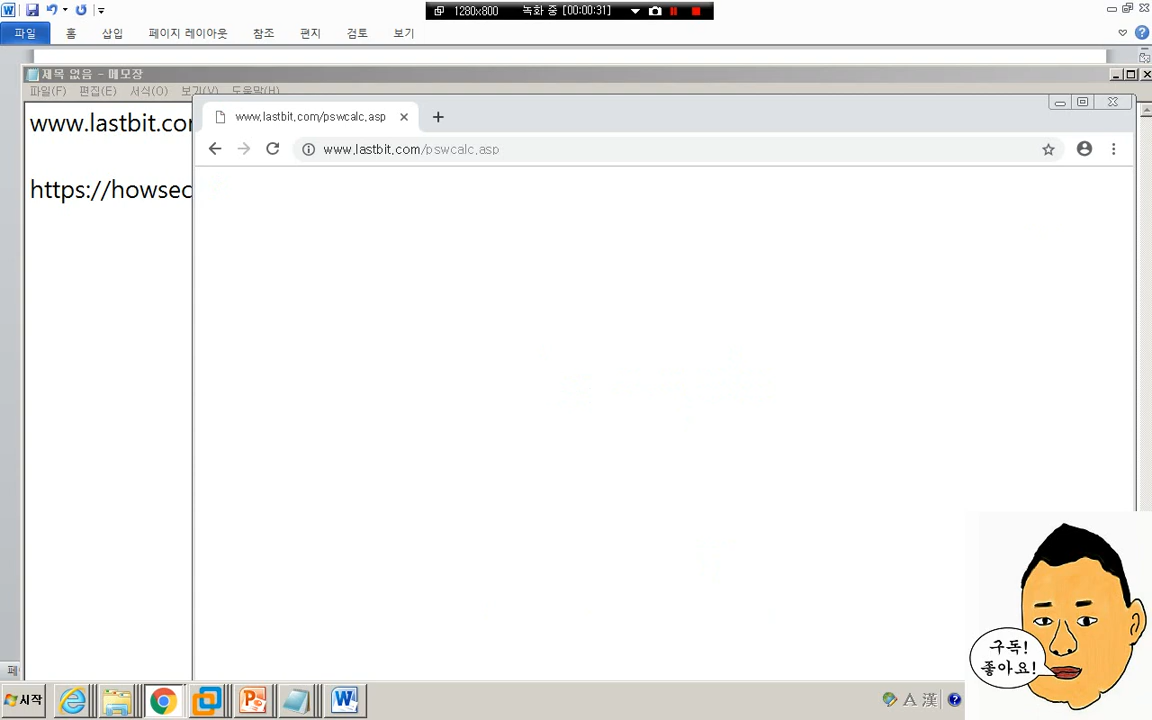 1280x800 녹화 중 [00:00:31]
파일 홈 삽입 페이지 레이아웃 참조 편지 검토 보기
제목 없음 - 메모장
파일(F) 편집(E) 서식(O) 보기(V) 도움말(H)
www.lastbit.com/pswcalc.asp
www.lastbit.com/pswcalc.asp
www.lastbit.co
https://howsec
구독!
좋아요!
시작
A 漢